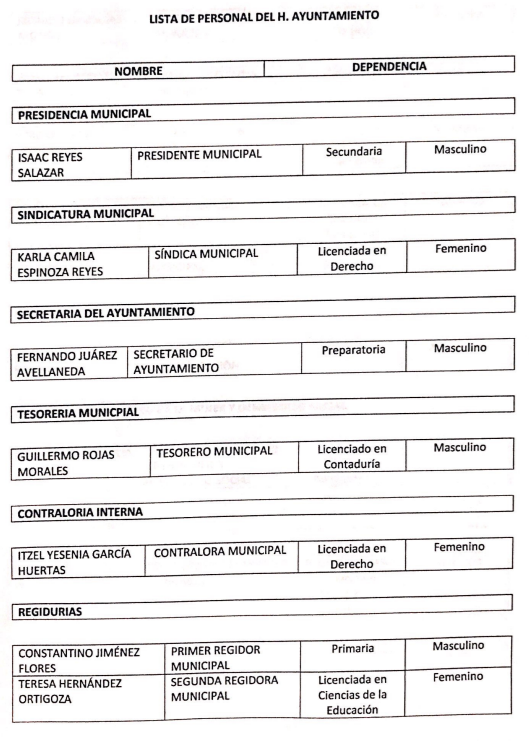 LISTA DE PERSONAL DEL H. AYUNTAMIENTO
NOMBRE DEPENDENCIA
PRESIDENCIA MUNICIPAL
ISAAC REYES PRESIDENTE MUNICIPAL Secundaria Masculino
SALAZAR
SINDICATURA MUNICIPAL
KARLA CAMILA SÍNDICA MUNICIPAL Licenciada en Femenino
ESPINOZA REYES Derecho
SECRETARIA DEL AYUNTAMIENTO
FERNANDO JUÁREZ SECRETARIO DE Preparatoria Masculino
AVELLANEDA AYUNTAMIENTO
TESORERIA MUNICPIAL
GUILLERMO ROJAS TESORERO MUNICIPAL Licenciado en Masculino
MORALES Contaduría
CONTRALORIA INTERNA
ITZEL YESENIA GARCÍA CONTRALORA MUNICIPAL Licenciada en Femenino
HUERTAS Derecho
REGIDURIAS
CONSTANTINO JIMÉNEZ PRIMER REGIDOR Primaria Masculino
FLORES MUNICIPAL
TERESA HERNÁNDEZ SEGUNDA REGIDORA Licenciada en Femenino
ORTIGOZA MUNICIPAL Ciencias de la
Educación